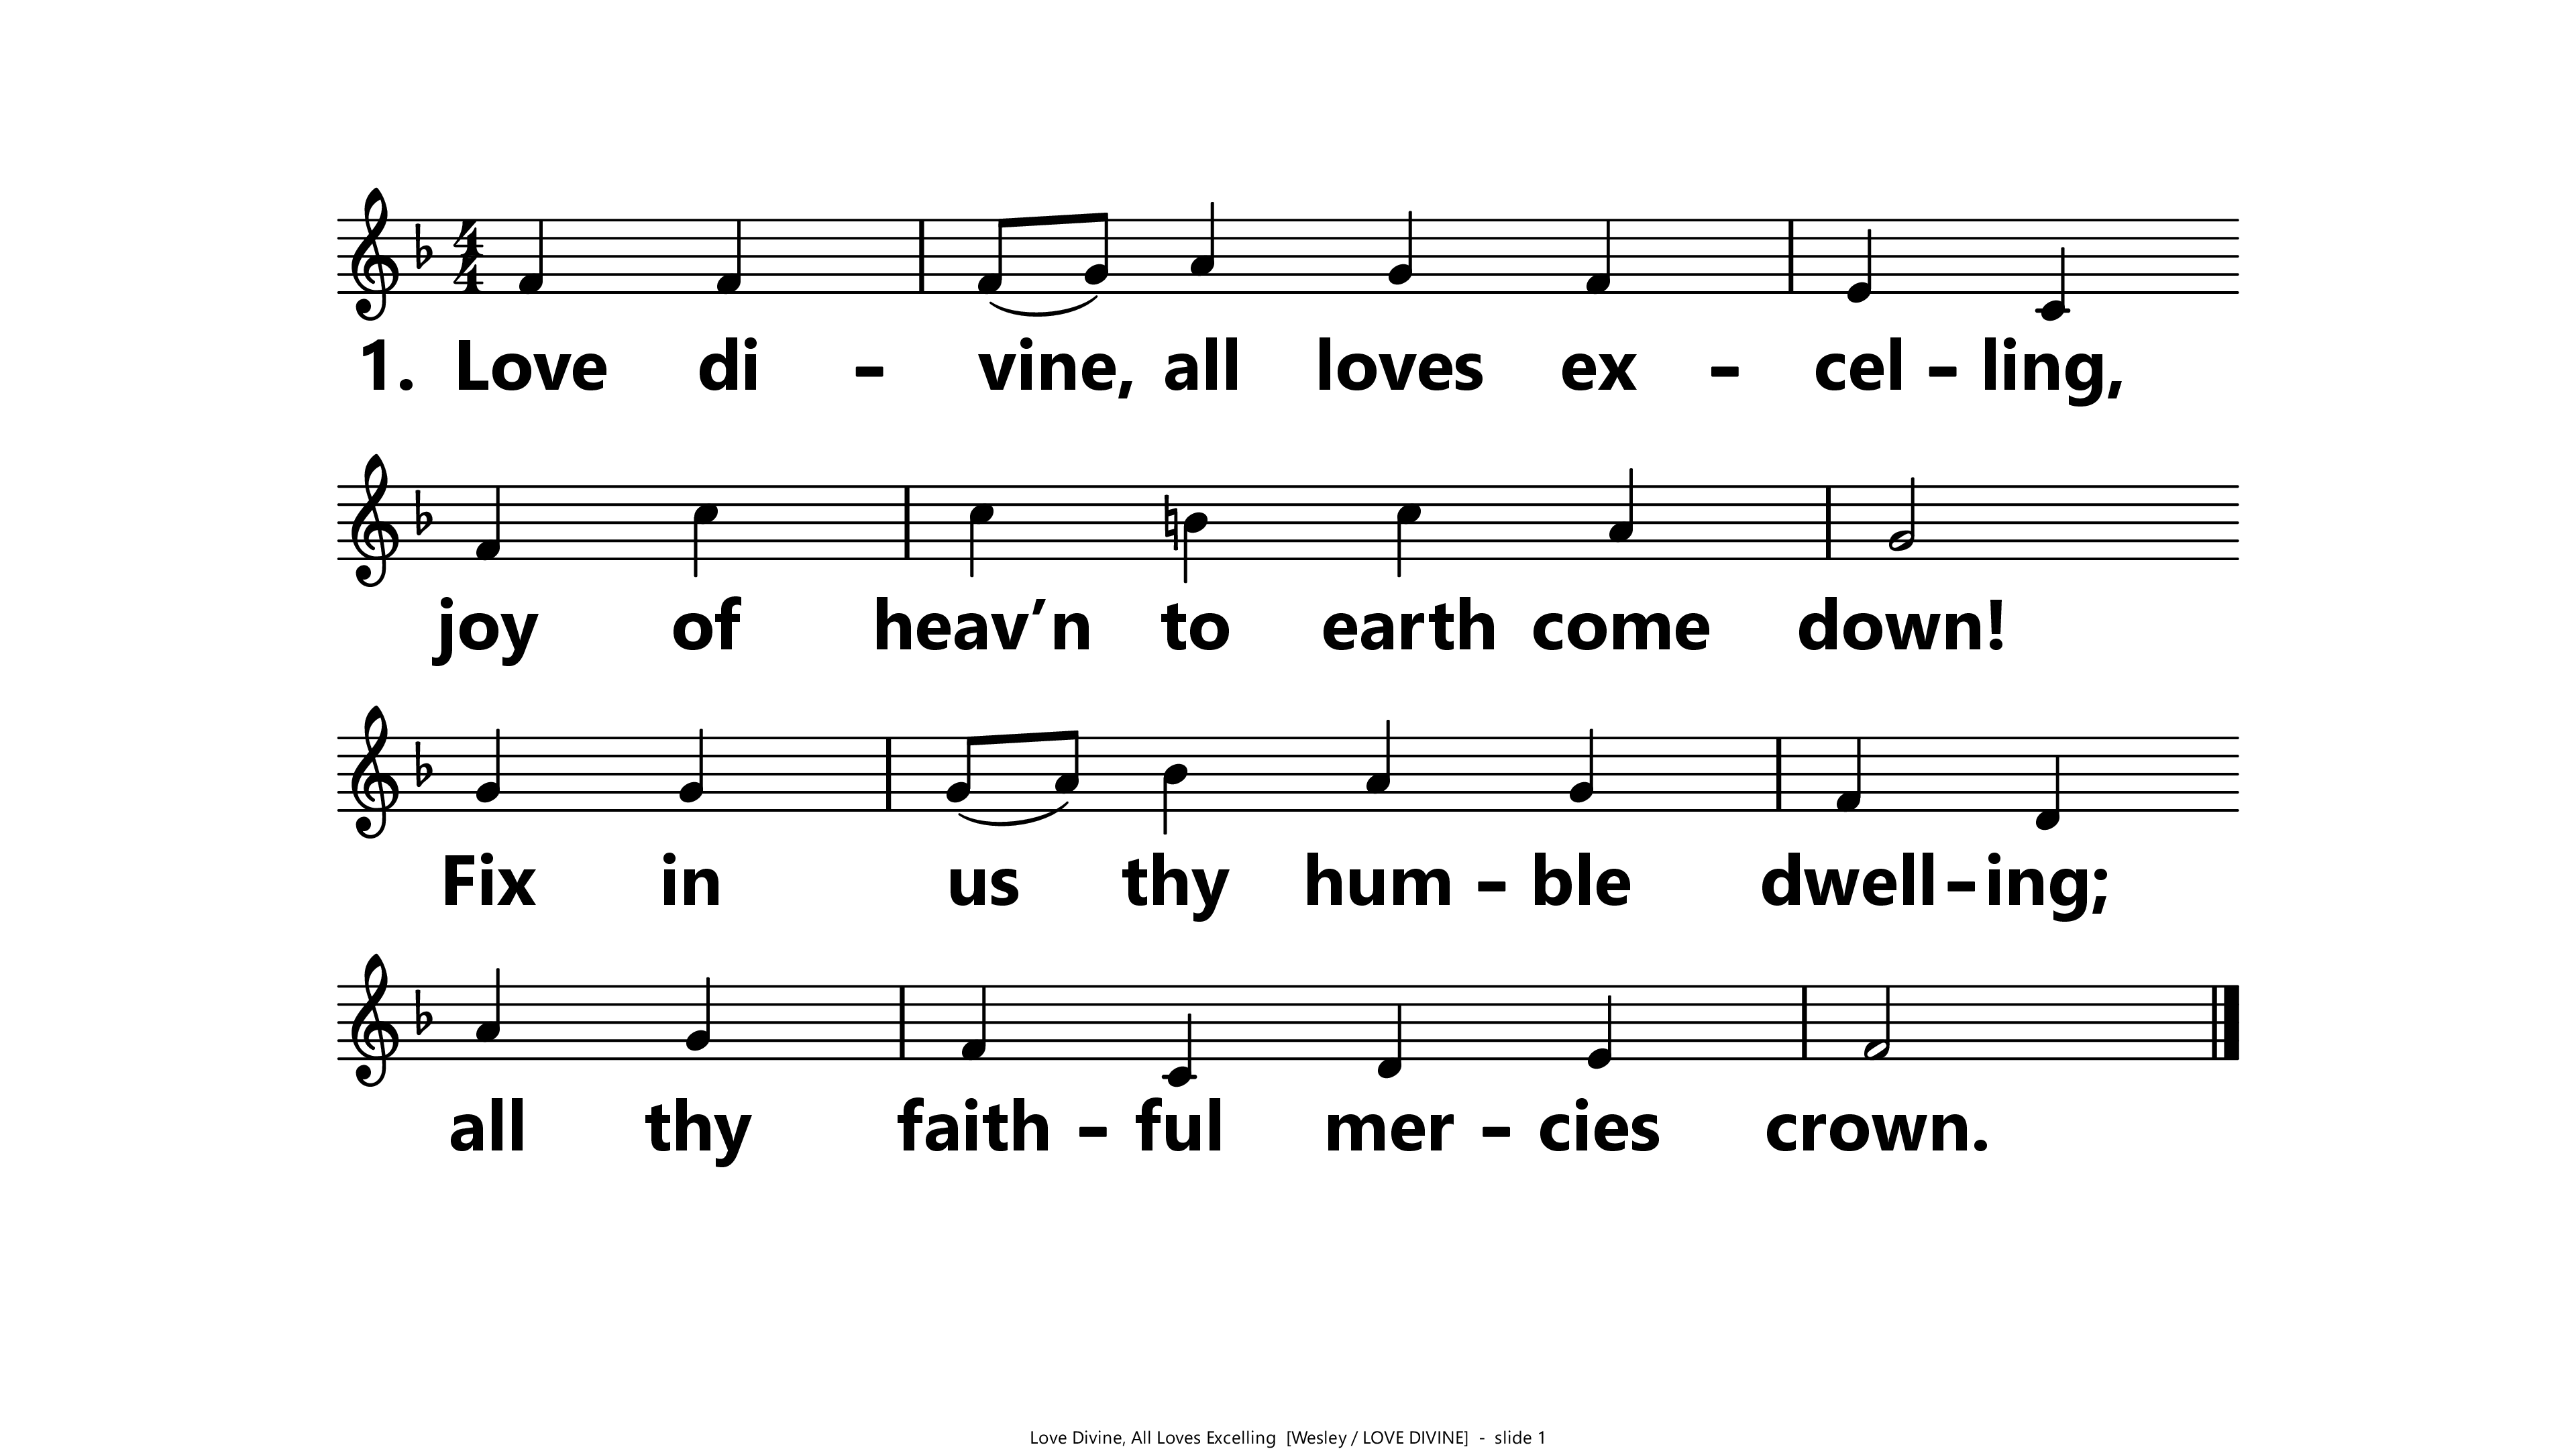 1. Love di – vine, all loves ex – cel – ling,
joy of heav’n to earth come down!
Fix in us thy hum – ble dwell – ing;
all thy faith – ful mer – cies crown.
Love Divine, All Loves Excelling [Wesley / LOVE DIVINE] - slide 1